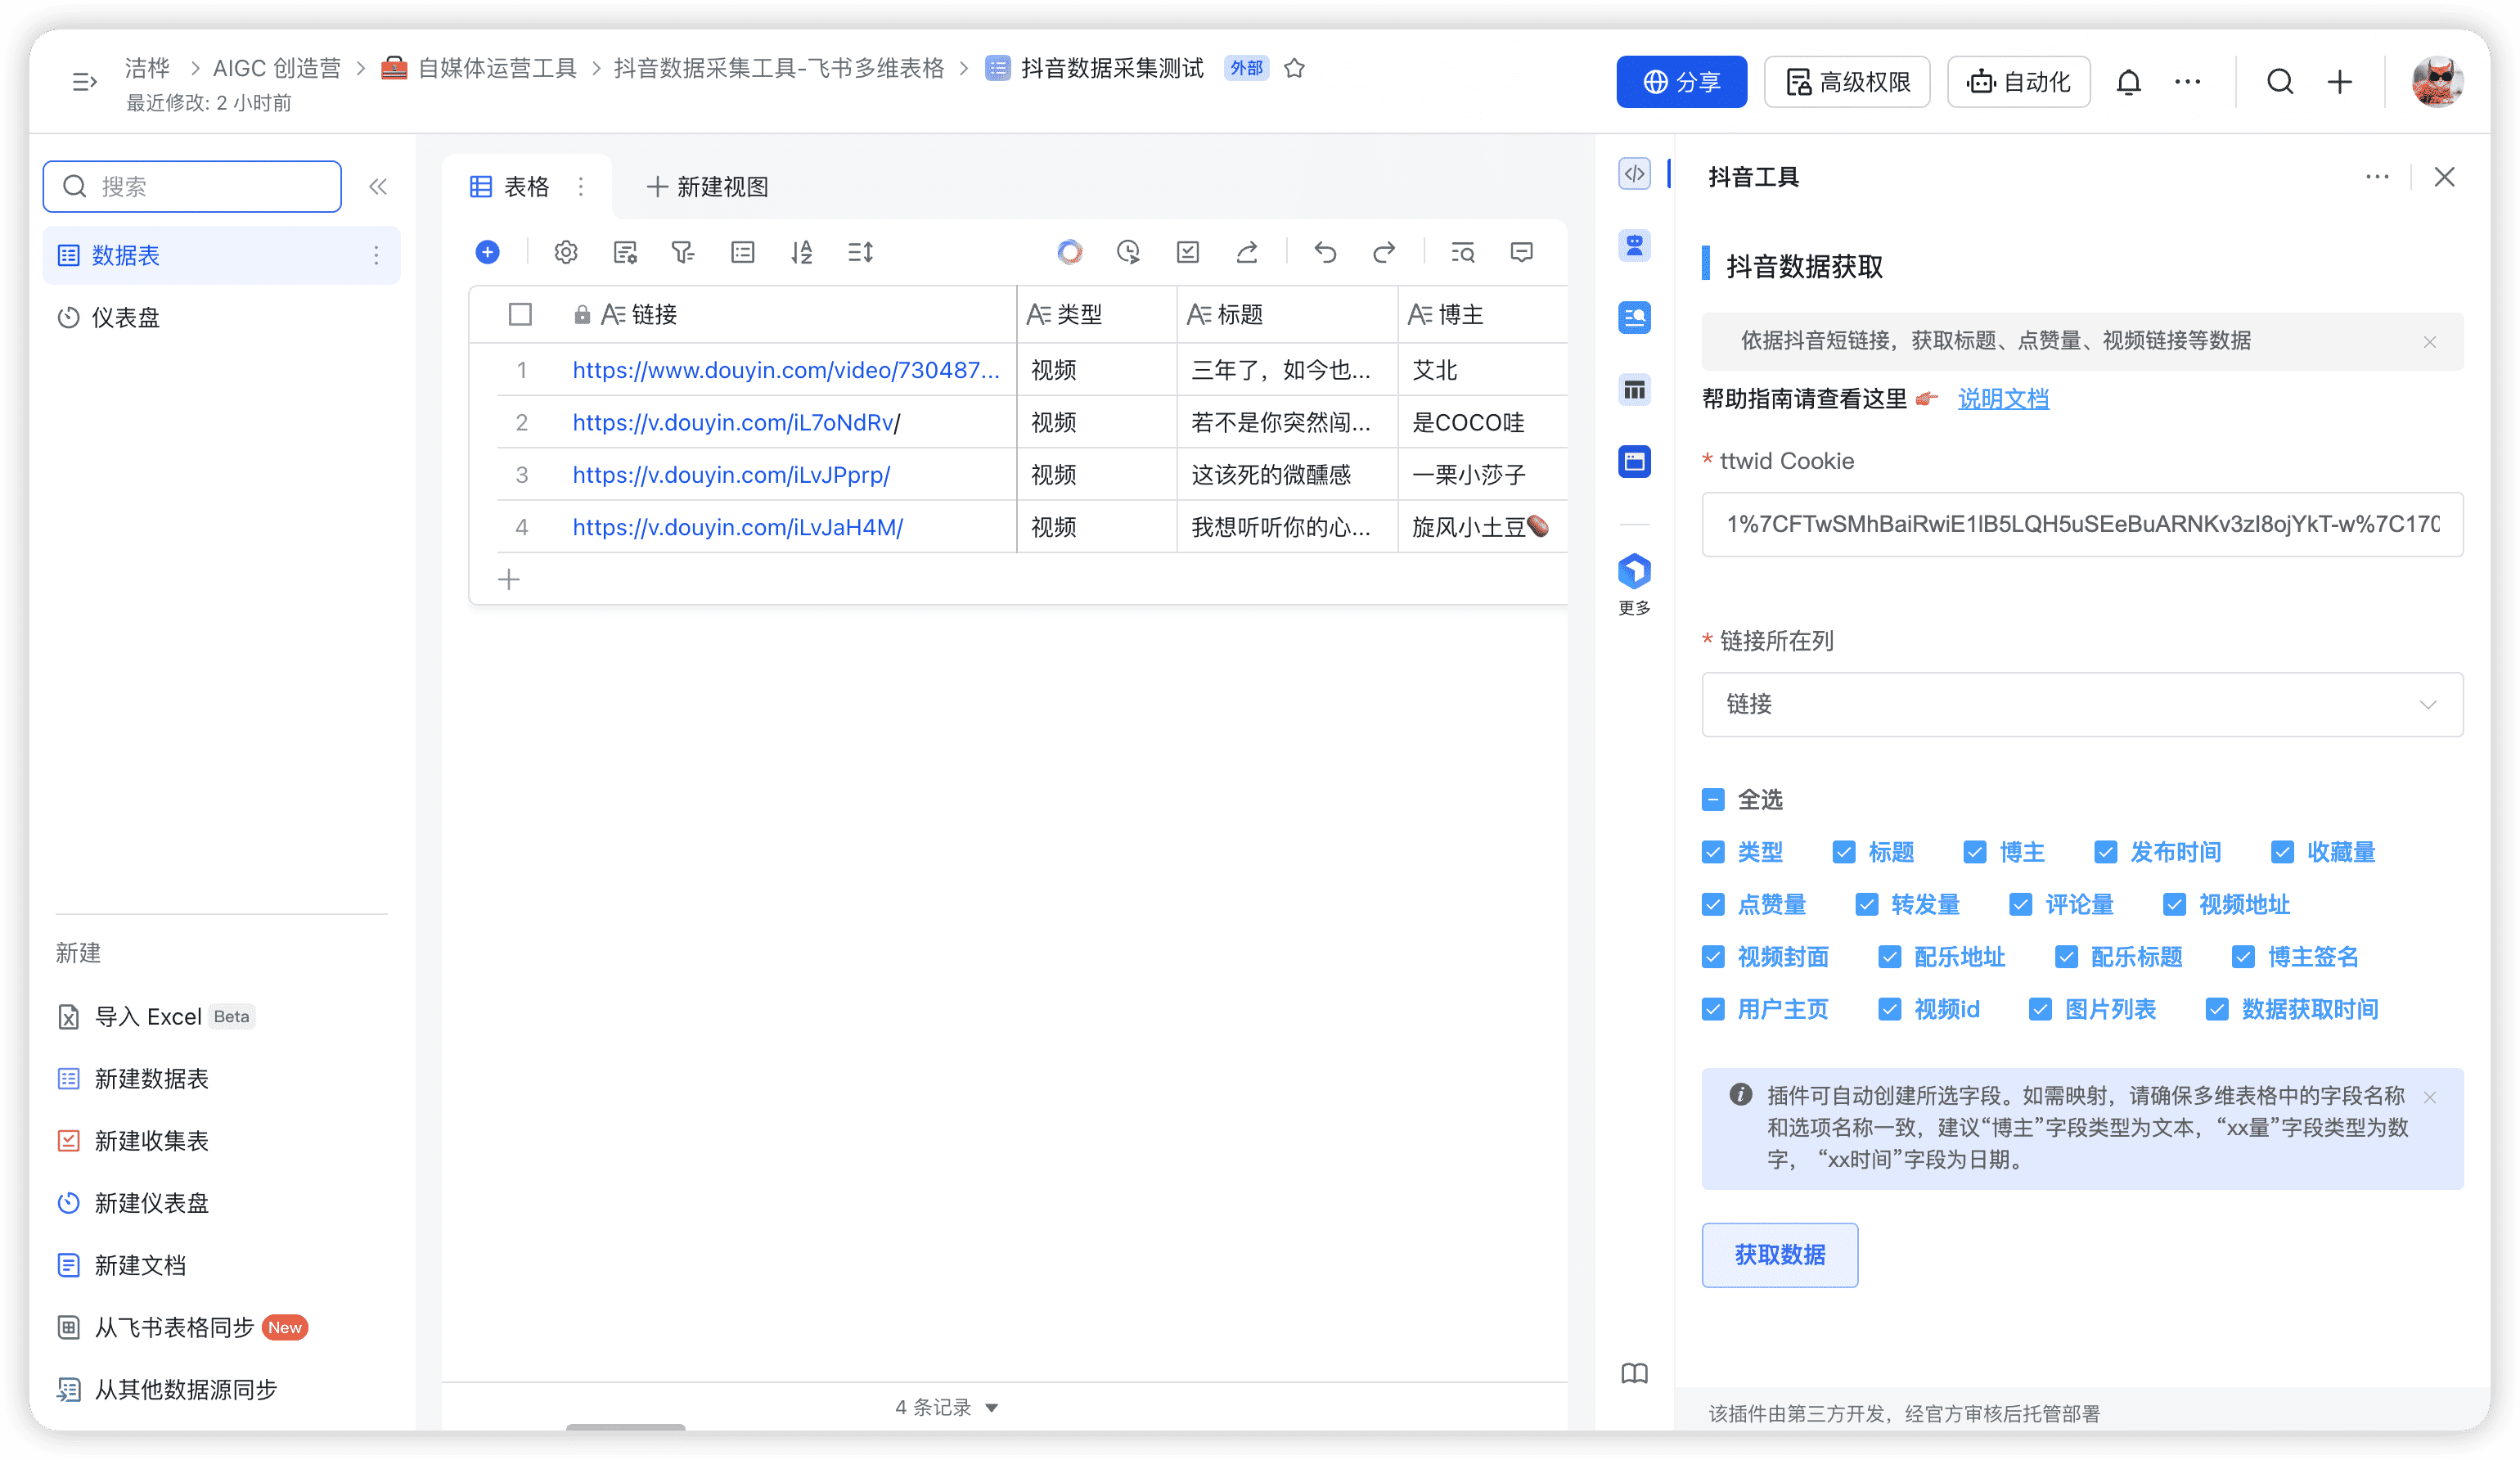 洁桦 > AIGC 创造营 > 自媒体运营工具 > 抖音数据采集工具-飞书多维表格 > 抖音数据采集测试 外部
最近修改: 2 小时前
分享 高级权限 自动化
搜索
数据表
仪表盘
新建
导入 Excel Beta
新建数据表
新建收集表
新建仪表盘
新建文档
从飞书表格同步 New
从其他数据源同步
表格 新建视图
链接 类型 标题 博主
1 https://www.douyin.com/video/730487... 视频 三年了，如今也... 艾北
2 https://v.douyin.com/iL7oNdRv/ 视频 若不是你突然闯... 是COCO哇
3 https://v.douyin.com/iLvJPprp/ 视频 这该死的微醺感 一栗小莎子
4 https://v.douyin.com/iLvJaH4M/ 视频 我想听听你的心... 旋风小土豆🥔
4 条记录
更多
抖音工具
抖音数据获取
依据抖音短链接，获取标题、点赞量、视频链接等数据
帮助指南请查看这里 👉 说明文档
* ttwid Cookie
1%7CFTwSMhBaiRwiE1lB5LQH5uSEeBuARNKv3zI8ojYkT-w%7C170
* 链接所在列
链接
全选
类型 标题 博主 发布时间 收藏量
点赞量 转发量 评论量 视频地址
视频封面 配乐地址 配乐标题 博主签名
用户主页 视频id 图片列表 数据获取时间
插件可自动创建所选字段。如需映射，请确保多维表格中的字段名称
和选项名称一致，建议“博主”字段类型为文本，“xx量”字段类型为数
字，“xx时间”字段为日期。
获取数据
该插件由第三方开发，经官方审核后托管部署